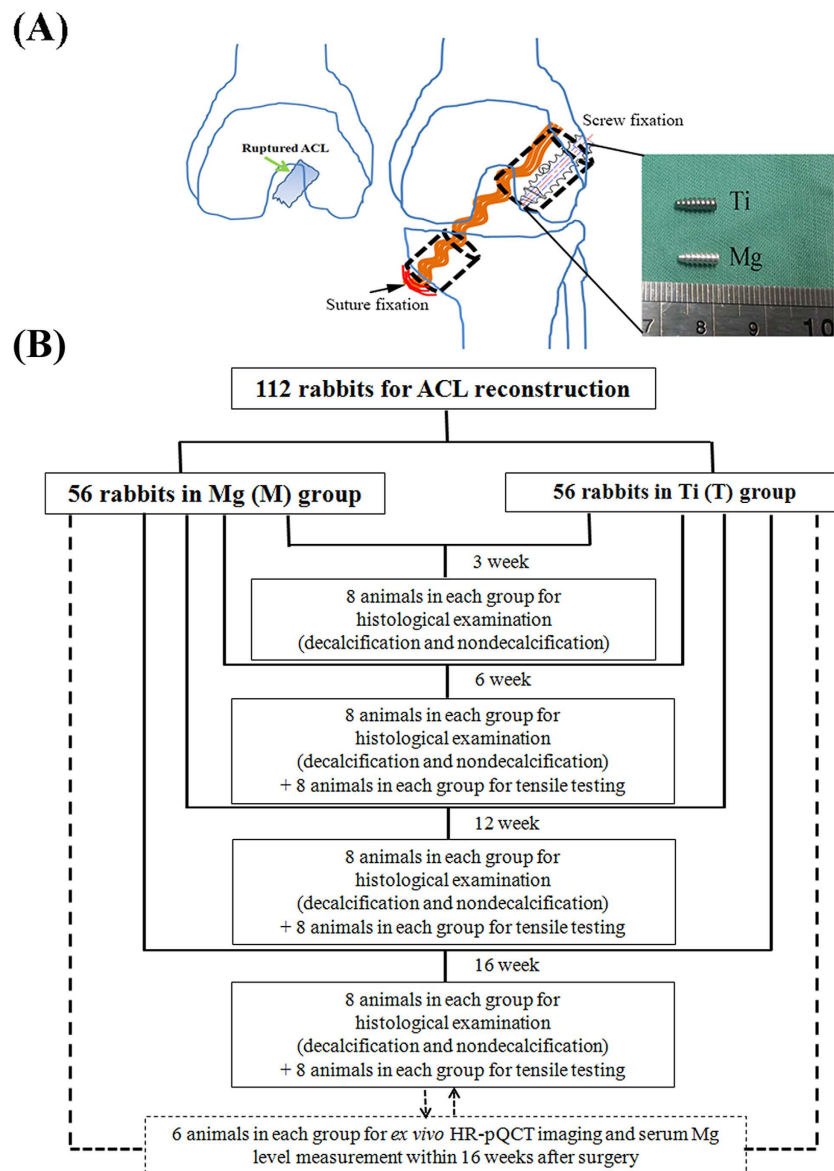 (A)
Ruptured ACL
Screw fixation
Suture fixation
Ti
Mg
7 8 9 10
(B)
112 rabbits for ACL reconstruction
56 rabbits in Mg (M) group
56 rabbits in Ti (T) group
3 week
8 animals in each group for
histological examination
(decalcification and nondecalcification)
6 week
8 animals in each group for
histological examination
(decalcification and nondecalcification)
+ 8 animals in each group for tensile testing
12 week
8 animals in each group for
histological examination
(decalcification and nondecalcification)
+ 8 animals in each group for tensile testing
16 week
8 animals in each group for
histological examination
(decalcification and nondecalcification)
+ 8 animals in each group for tensile testing
6 animals in each group for ex vivo HR-pQCT imaging and serum Mg
level measurement within 16 weeks after surgery